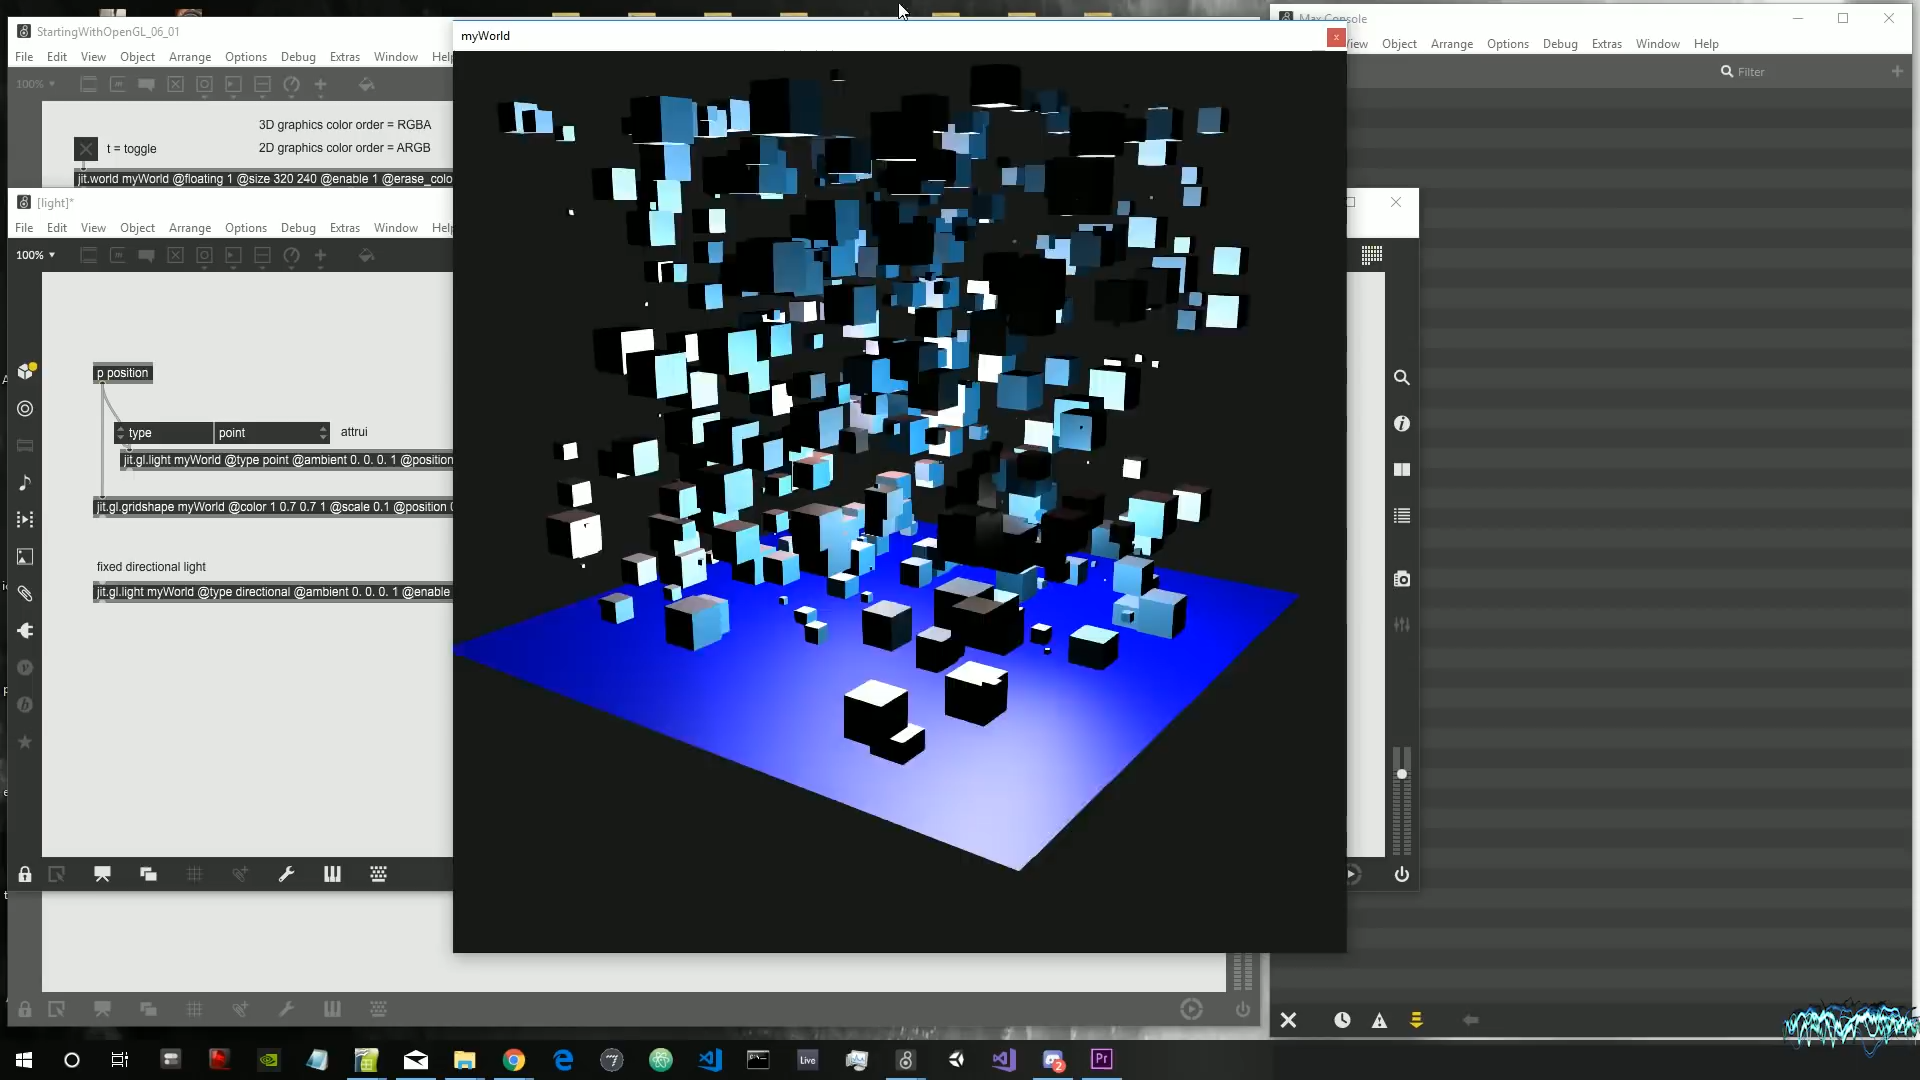 StartingWithOpenGL_06_01
File Edit View Object Arrange Options Debug Extras Window Help
100%
3D graphics color order = RGBA
t = toggle
2D graphics color order = ARGB
jit.world myWorld @floating 1 @size 320 240 @enable 1 @erase_colo
[light]*
File Edit View Object Arrange Options Debug Extras Window Help
100%
p position
type point attrui
jit.gl.light myWorld @type point @ambient 0. 0. 0. 1 @position
jit.gl.gridshape myWorld @color 1 0.7 0.7 1 @scale 0.1 @position
fixed directional light
jit.gl.light myWorld @type directional @ambient 0. 0. 0. 1 @enable
myWorld
Max Console
View Object Arrange Options Debug Extras Window Help
Filter
Live
2
Pr